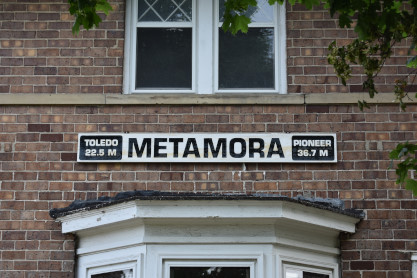 TOLEDO
22.5 M
METAMORA
PIONEER
36.7 M